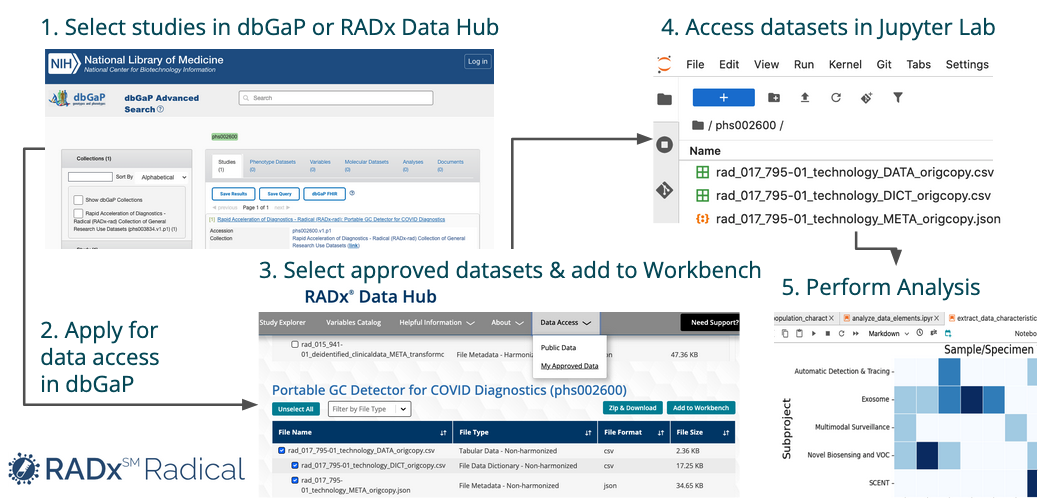 1. Select studies in dbGaP or RADx Data Hub
NIH National Library of Medicine
National Center for Biotechnology Information
Log in
dbGaP
genotypes and phenotypes
dbGaP Advanced
Search
Search
phs002600
Collections (1)
Sort By Alphabetical
Show dbGaP Collections
Rapid Acceleration of Diagnostics -
Radical (RADx-rad) Collection of General
Research Use Datasets (phs003834.v1.p1) (1)
Studies
(1)
Phenotype Datasets
(0)
Variables
(0)
Molecular Datasets
(0)
Analyses
(0)
Documents
(0)
Save Results
Save Query
dbGaP FHIR
previous Page 1 of 1 next
[1] Rapid Acceleration of Diagnostics - Radical (RADx-rad): Portable GC Detector for COVID Diagnostics
Accession phs002600.v1.p1
Collection Rapid Acceleration of Diagnostics - Radical (RADx-rad) Collection of General
Research Use Datasets (link)
2. Apply for
data access
in dbGaP
3. Select approved datasets & add to Workbench
RADx® Data Hub
Study Explorer Variables Catalog Helpful Information About Data Access Need Support?
Public Data
My Approved Data
rad_015_941-
01_deidentified_clinicaldata_META_transformc
File Metadata - Harmoniz
on
47.36 KB
Portable GC Detector for COVID Diagnostics (phs002600)
Unselect All
Filter by File Type
Zip & Download
Add to Workbench
File Name File Type File Format File Size
rad_017_795-01_technology_DATA_origcopy.csv Tabular Data - Non-harmonized csv 2.36 KB
rad_017_795-01_technology_DICT_origcopy.csv File Data Dictionary - Non-harmonized csv 17.25 KB
rad_017_795-
01_technology_META_origcopy.json
File Metadata - Non-harmonized json 34.65 KB
4. Access datasets in Jupyter Lab
File Edit View Run Kernel Git Tabs Settings
+
/ phs002600 /
Name
rad_017_795-01_technology_DATA_origcopy.csv
rad_017_795-01_technology_DICT_origcopy.csv
rad_017_795-01_technology_META_origcopy.json
5. Perform Analysis
opulation_charact
analyze_data_elements.ipyr
extract_data_characteristic
Markdown
git
Notebo
Sample/Specimen
Subproject
Automatic Detection & Tracing
Exosome
Multimodal Surveillance
Novel Biosensing and VOC
SCENT
RADx℠ Radical